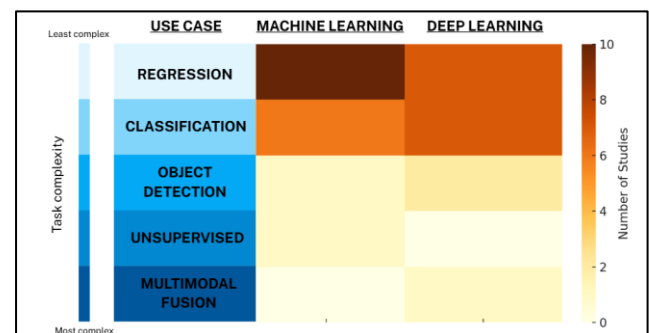 USE CASE MACHINE LEARNING DEEP LEARNING
Least complex
10
REGRESSION
8
CLASSIFICATION
6
Task complexity
OBJECT
DETECTION
Number of Studies
4
UNSUPERVISED
2
MULTIMODAL
FUSION
0
Most complex